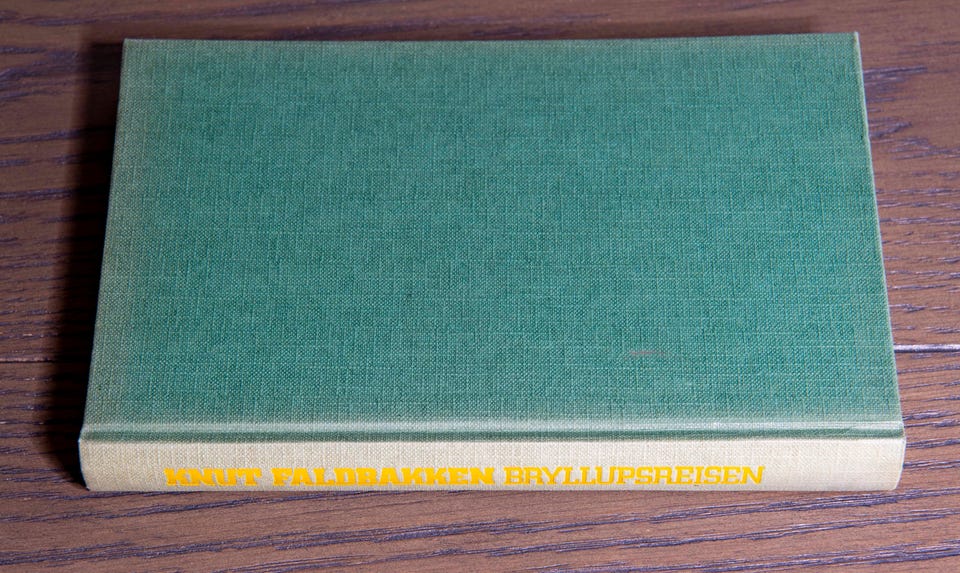 KNUT FALDBAKKEN BRYLLUPSREISEN